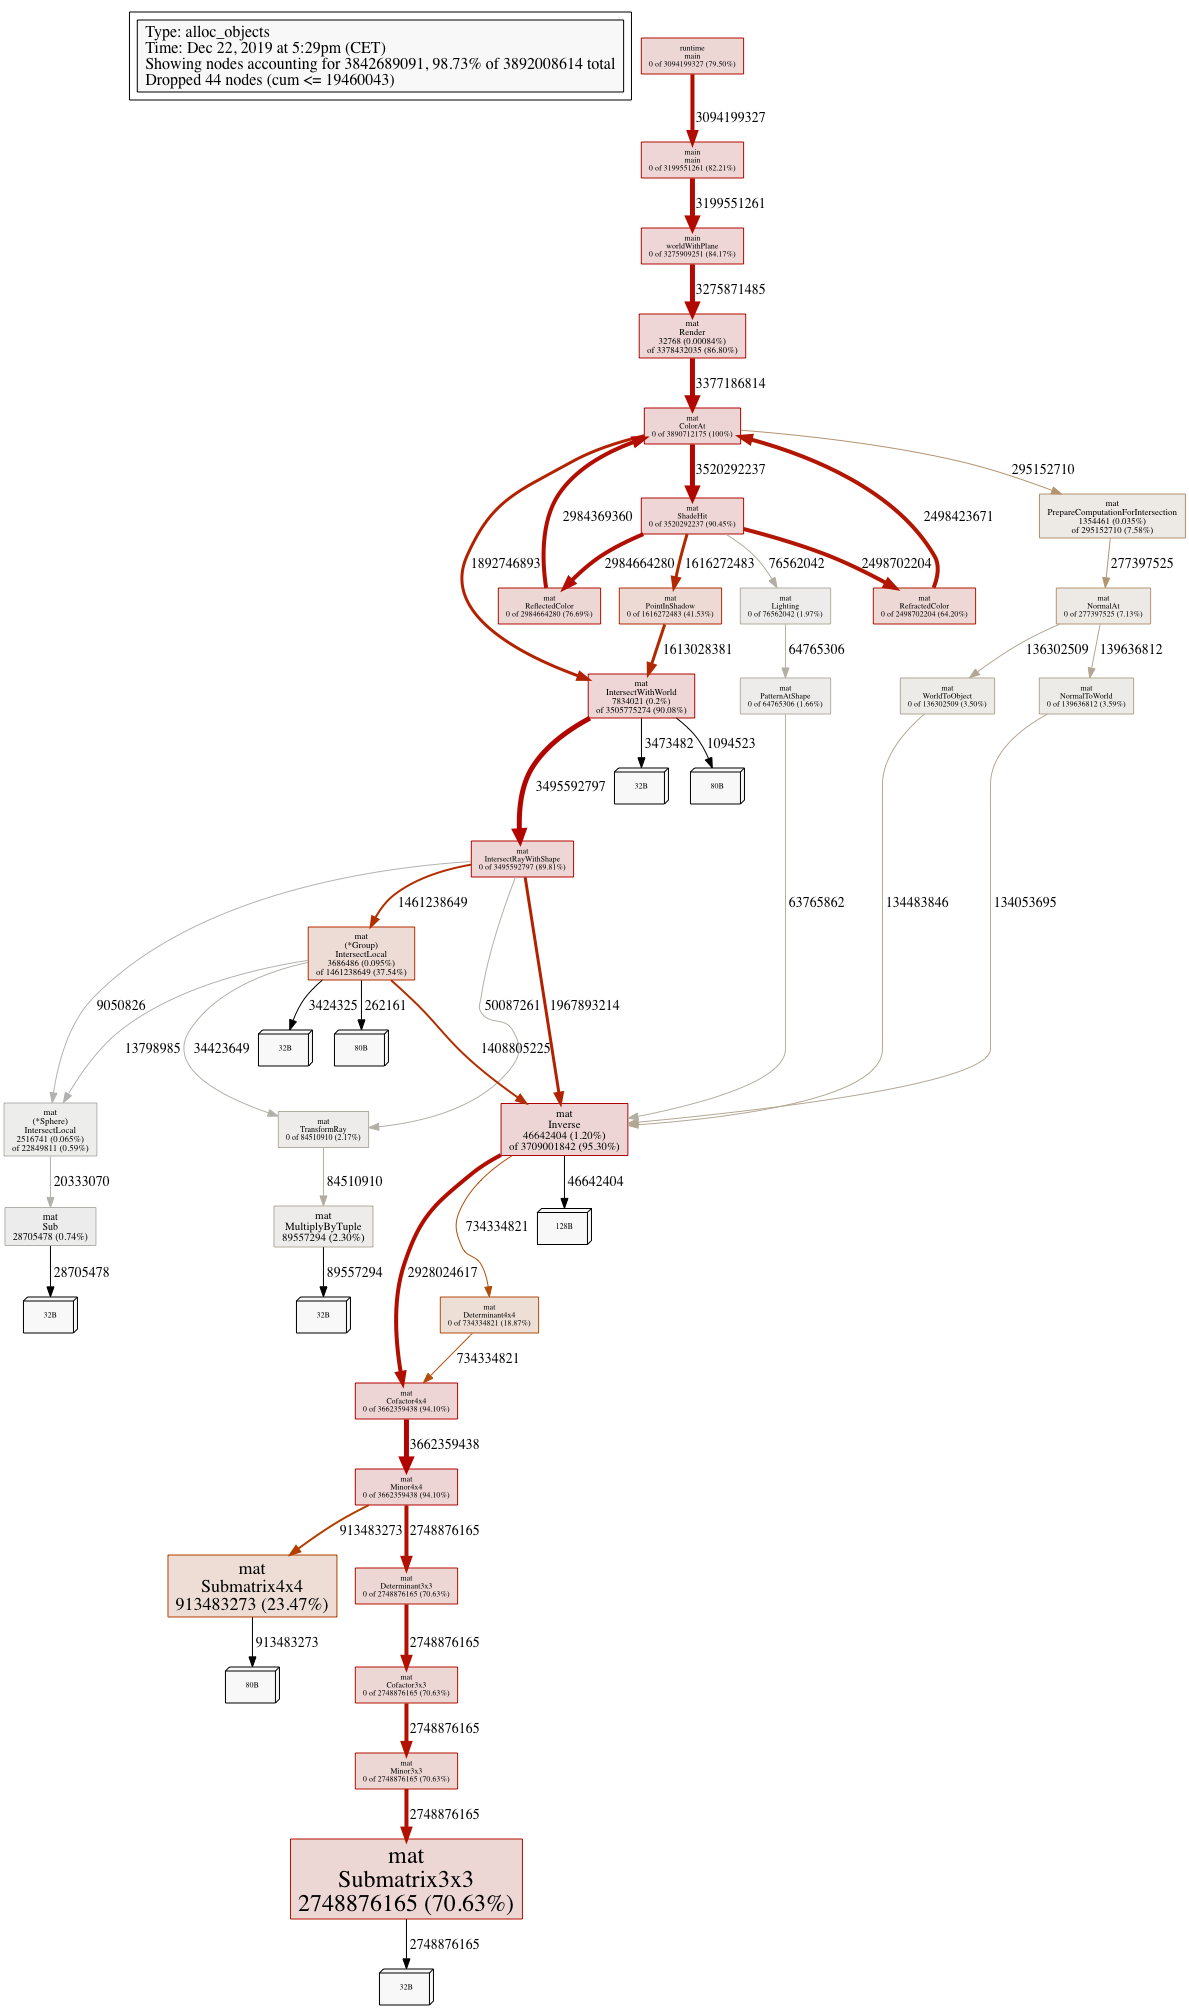 Type: alloc_objects
Time: Dec 22, 2019 at 5:29pm (CET)
Showing nodes accounting for 3842689091, 98.73% of 3892008614 total
Dropped 44 nodes (cum <= 19460043)
runtime
main
0 of 3094199327 (79.50%)
3094199327
main
main
0 of 3199551261 (82.21%)
3199551261
main
worldWithPlane
0 of 3275909251 (84.17%)
3275871485
mat
Render
32768 (0.00084%)
of 3378432035 (86.80%)
3377186814
mat
ColorAt
0 of 3890712175 (100%)
3520292237
295152710
mat
ShadeHit
0 of 3520292237 (90.45%)
mat
PrepareComputationForIntersection
1354461 (0.035%)
of 295152710 (7.58%)
2984369360
2498423671
1892746893
2984664280
1616272483
76562042
2498702204
277397525
mat
ReflectedColor
0 of 2984664280 (76.69%)
mat
PointInShadow
0 of 1616272483 (41.53%)
mat
Lighting
0 of 76562042 (1.97%)
mat
RefractedColor
0 of 2498702204 (64.20%)
mat
NormalAt
0 of 277397525 (7.13%)
1613028381
64765306
136302509
139636812
mat
IntersectWithWorld
7834021 (0.2%)
of 3505775274 (90.08%)
mat
PatternAtShape
0 of 64765306 (1.66%)
mat
WorldToObject
0 of 136302509 (3.50%)
mat
NormalToWorld
0 of 139636812 (3.59%)
3473482
1094523
3495592797
32B
80B
mat
IntersectRayWithShape
0 of 3495592797 (89.81%)
1461238649
63765862
134483846
134053695
mat
(*Group)
IntersectLocal
3686486 (0.095%)
of 1461238649 (37.54%)
9050826
3424325
262161
50087261
1967893214
13798985
34423649
32B
80B
1408805225
mat
(*Sphere)
IntersectLocal
2516741 (0.065%)
of 22849811 (0.59%)
mat
TransformRay
0 of 84510910 (2.17%)
mat
Inverse
46642404 (1.20%)
of 3709001842 (95.30%)
20333070
84510910
46642404
mat
Sub
28705478 (0.74%)
mat
MultiplyByTuple
89557294 (2.30%)
734334821
128B
28705478
89557294
2928024617
32B
32B
mat
Determinant4x4
0 of 734334821 (18.87%)
734334821
mat
Cofactor4x4
0 of 3662359438 (94.10%)
3662359438
mat
Minor4x4
0 of 3662359438 (94.10%)
913483273
2748876165
mat
Submatrix4x4
913483273 (23.47%)
mat
Determinant3x3
0 of 2748876165 (70.63%)
913483273
2748876165
80B
mat
Cofactor3x3
0 of 2748876165 (70.63%)
2748876165
mat
Minor3x3
0 of 2748876165 (70.63%)
2748876165
mat
Submatrix3x3
2748876165 (70.63%)
2748876165
32B